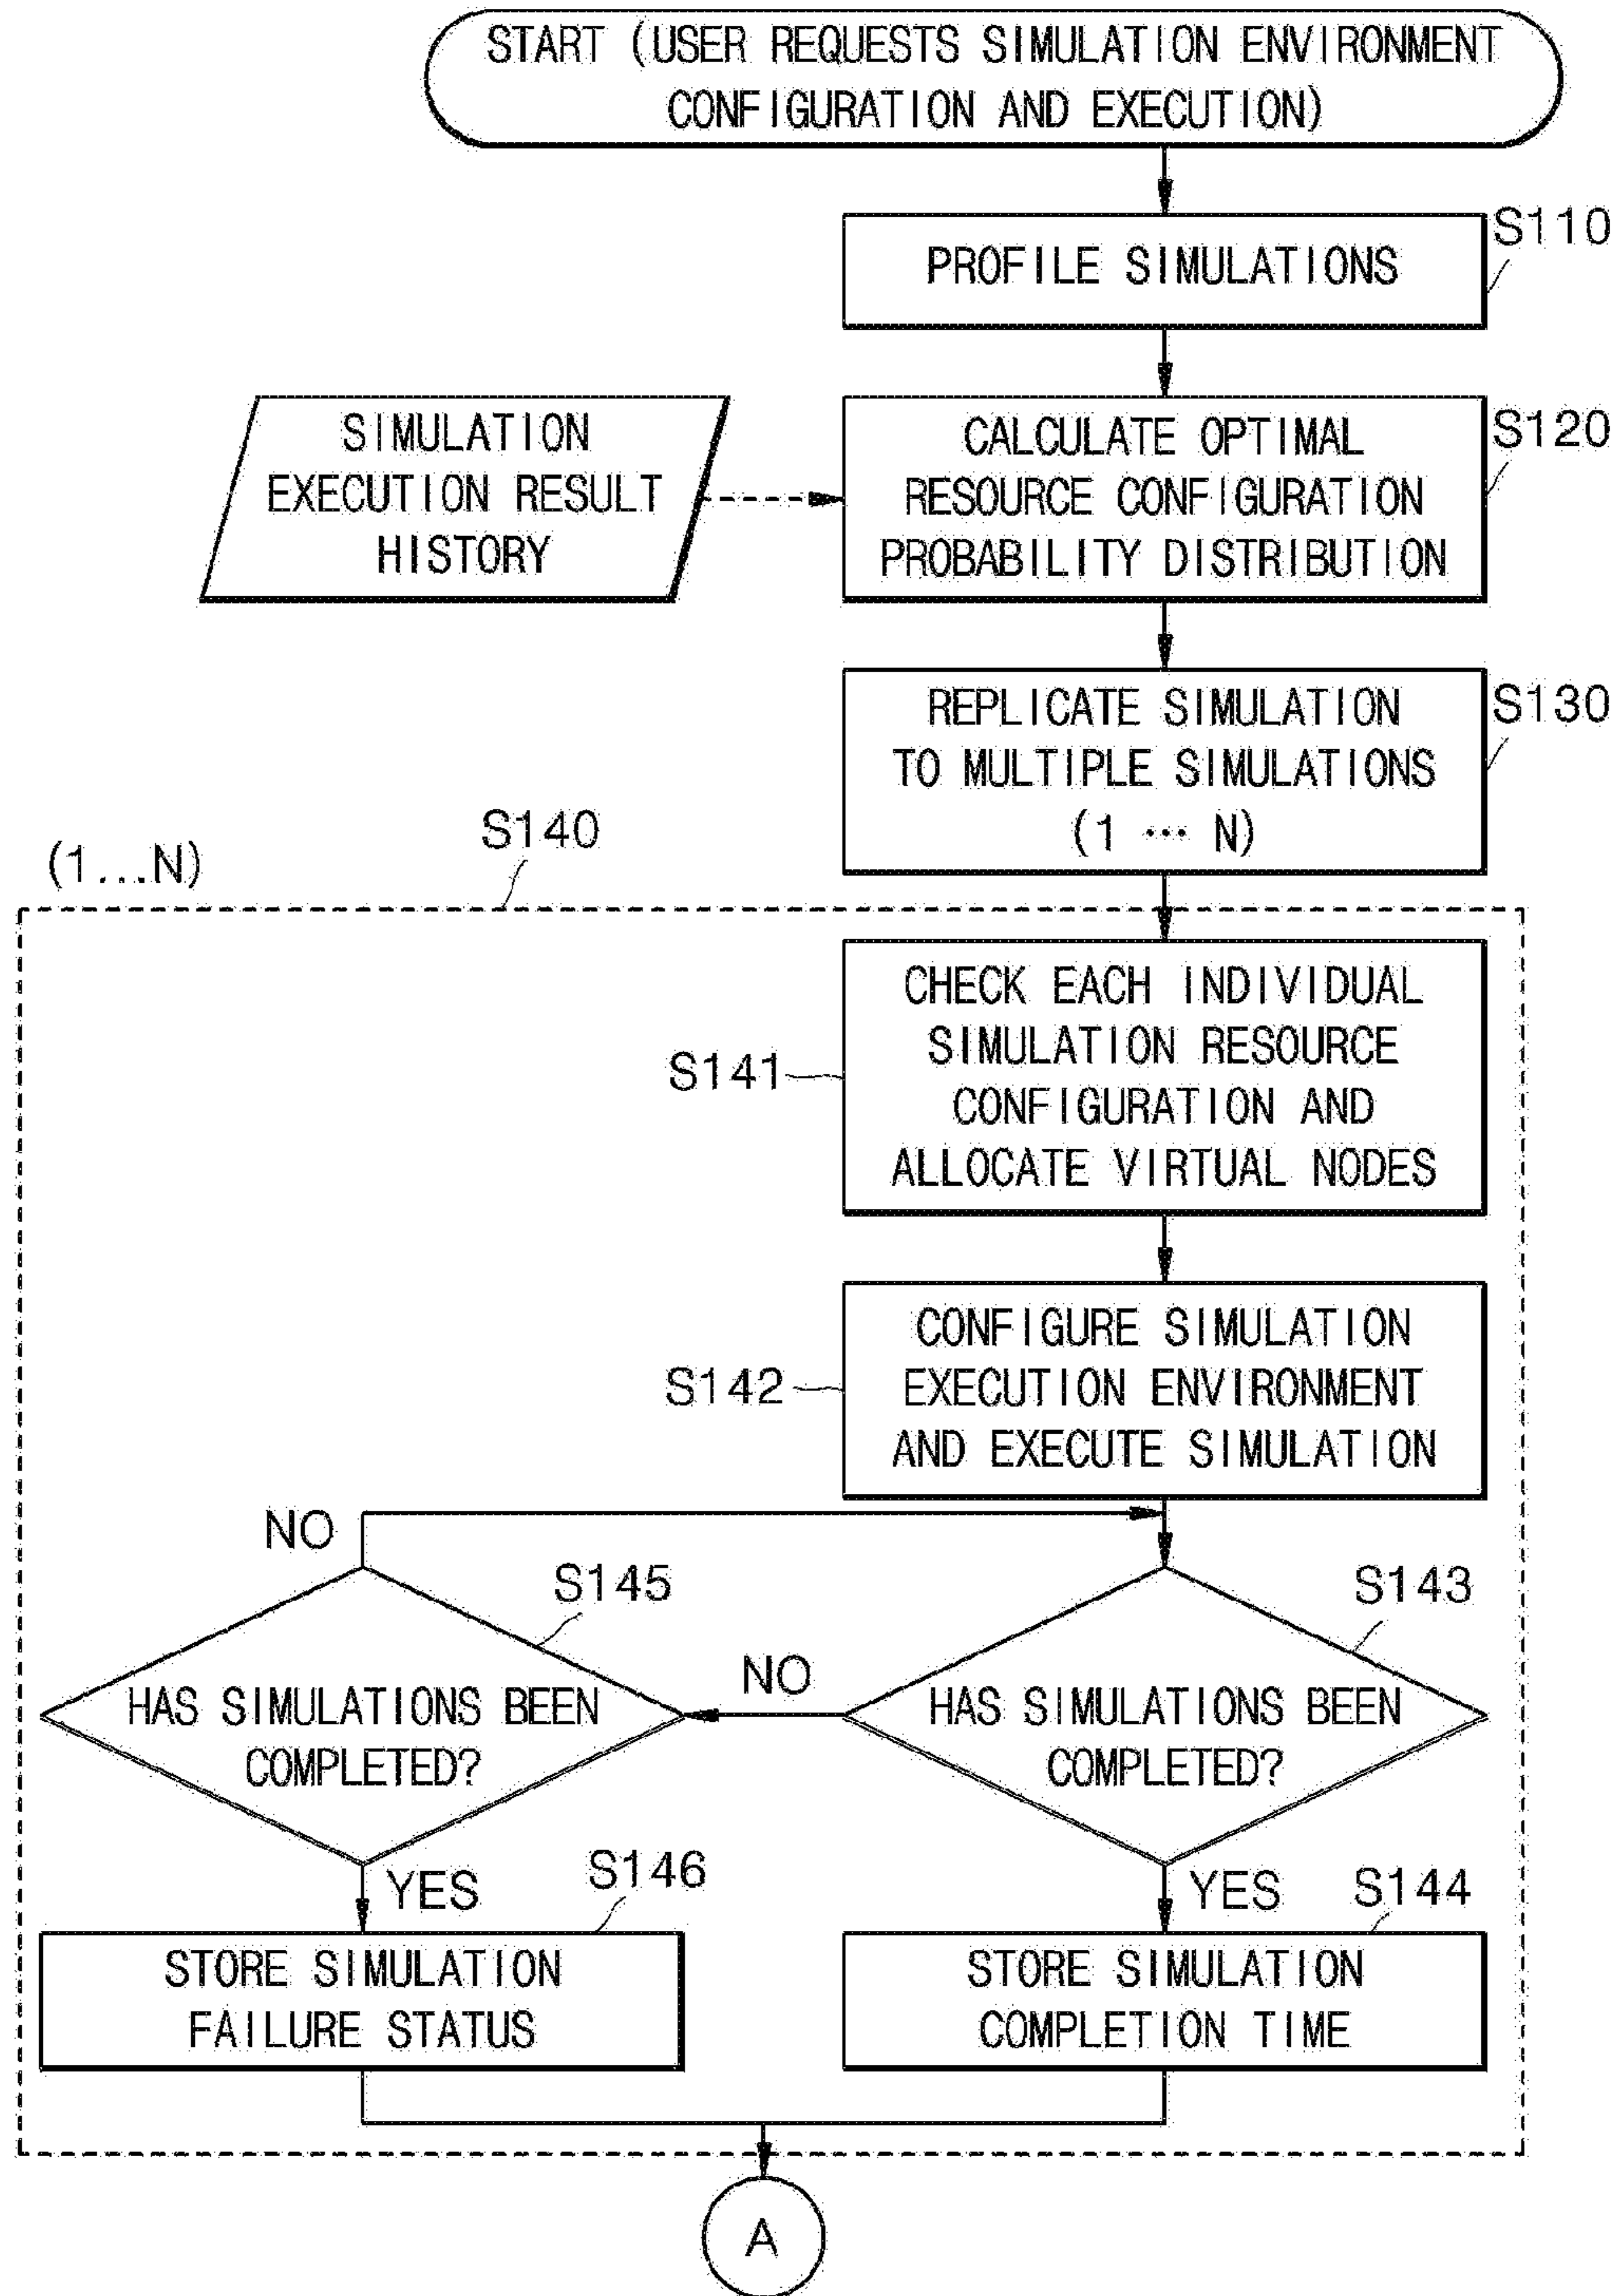 START (USER REQUESTS SIMULATION ENVIRONMENT
CONFIGURATION AND EXECUTION)
S110
PROFILE SIMULATIONS
SIMULATION
EXECUTION RESULT
HISTORY
S120
CALCULATE OPTIMAL
RESOURCE CONFIGURATION
PROBABILITY DISTRIBUTION
S130
REPLICATE SIMULATION
TO MULTIPLE SIMULATIONS
(1 ··· N)
(1...N)
S140
S141
CHECK EACH INDIVIDUAL
SIMULATION RESOURCE
CONFIGURATION AND
ALLOCATE VIRTUAL NODES
S142
CONFIGURE SIMULATION
EXECUTION ENVIRONMENT
AND EXECUTE SIMULATION
NO
S145
HAS SIMULATIONS BEEN
COMPLETED?
NO
S143
HAS SIMULATIONS BEEN
COMPLETED?
YES
S146
YES
S144
STORE SIMULATION
FAILURE STATUS
STORE SIMULATION
COMPLETION TIME
A